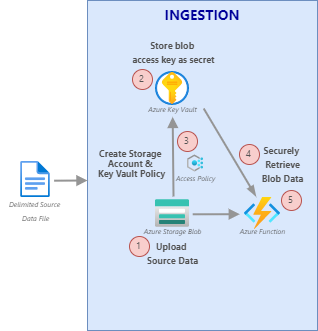 INGESTION
Store blob
access key as secret
2
Azure Key Vault
3
Create Storage
Account &
Key Vault Policy
Access Policy
4
Securely
Retrieve
Blob Data
Delimited Source
Data File
5
Azure Storage Blob
Azure Function
1
Upload
Source Data